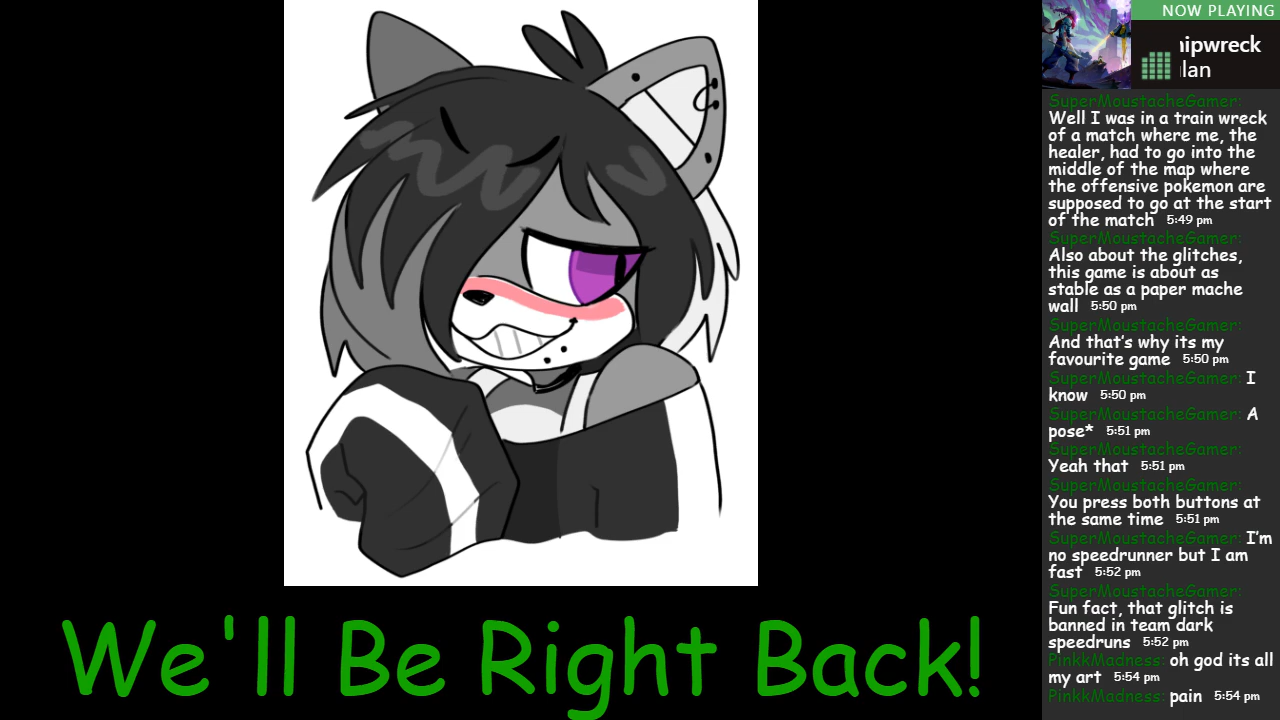 We'll Be Right Back!
NOW PLAYING
hipwreck
lan
SuperMoustacheGamer:
Well I was in a train wreck
of a match where me, the
healer, had to go into the
middle of the map where
the offensive pokemon are
supposed to go at the start
of the match 5:49 pm
SuperMoustacheGamer:
Also about the glitches,
this game is about as
stable as a paper mache
wall 5:50 pm
SuperMoustacheGamer:
And that's why its my
favourite game 5:50 pm
SuperMoustacheGamer: I
know 5:50 pm
SuperMoustacheGamer: A
pose* 5:51 pm
SuperMoustacheGamer:
Yeah that 5:51 pm
SuperMoustacheGamer:
You press both buttons at
the same time 5:51 pm
SuperMoustacheGamer: I'm
no speedrunner but I am
fast 5:52 pm
SuperMoustacheGamer:
Fun fact, that glitch is
banned in team dark
speedruns 5:52 pm
PinkkMadness: oh god its all
my art 5:54 pm
PinkkMadness: pain 5:54 pm